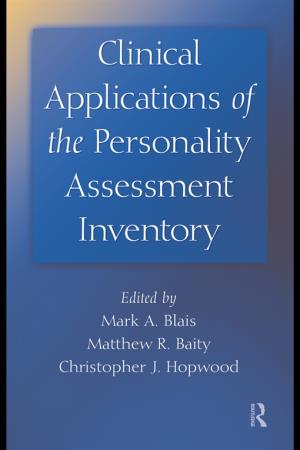 Clinical
Applications of
the Personality
Assessment
Inventory
Edited by
Mark A. Blais
Matthew R. Baity
Christopher J. Hopwood